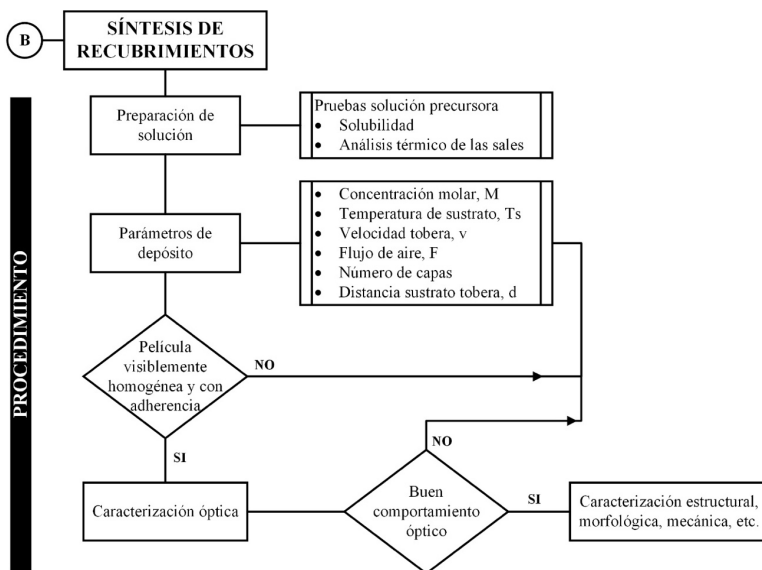 B
SÍNTESIS DE
RECUBRIMIENTOS
PROCEDIMIENTO
Preparación de
solución
Pruebas solución precursora
• Solubilidad
• Análisis térmico de las sales
Parámetros de
depósito
• Concentración molar, M
• Temperatura de sustrato, Ts
• Velocidad tobera, v
• Flujo de aire, F
• Número de capas
• Distancia sustrato tobera, d
Película
visiblemente
homogénea y con
adherencia
NO
SI
Caracterización óptica
NO
Buen
comportamiento
óptico
SI
Caracterización estructural,
morfológica, mecánica, etc.